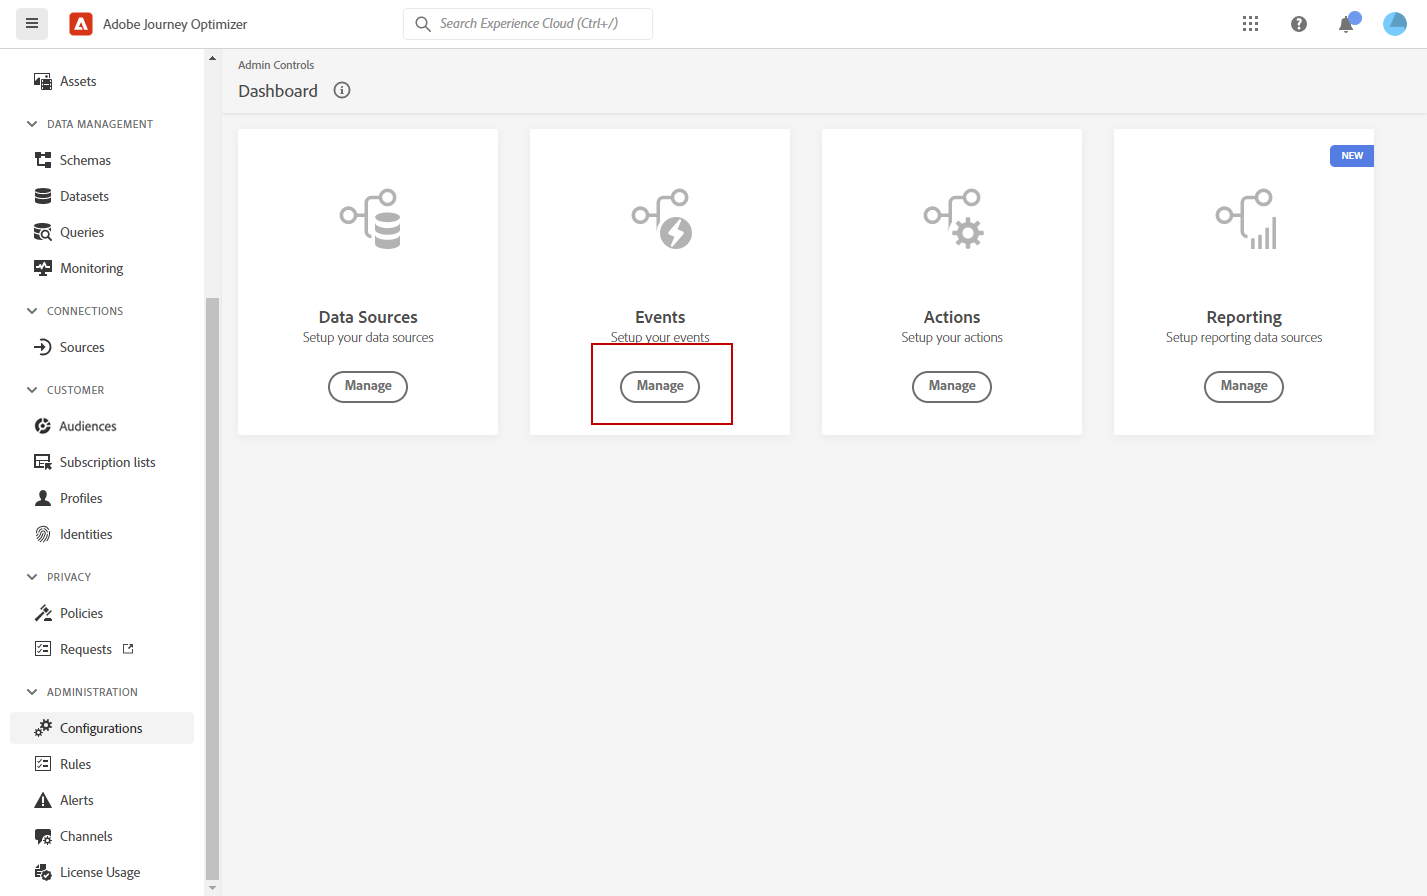 Adobe Journey Optimizer
Search Experience Cloud (Ctrl+/)
Assets
DATA MANAGEMENT
Schemas
Datasets
Queries
Monitoring
CONNECTIONS
Sources
CUSTOMER
Audiences
Subscription lists
Profiles
Identities
PRIVACY
Policies
Requests
ADMINISTRATION
Configurations
Rules
Alerts
Channels
License Usage
Admin Controls
Dashboard
Data Sources
Setup your data sources
Manage
Events
Setup your events
Manage
Actions
Setup your actions
Manage
NEW
Reporting
Setup reporting data sources
Manage